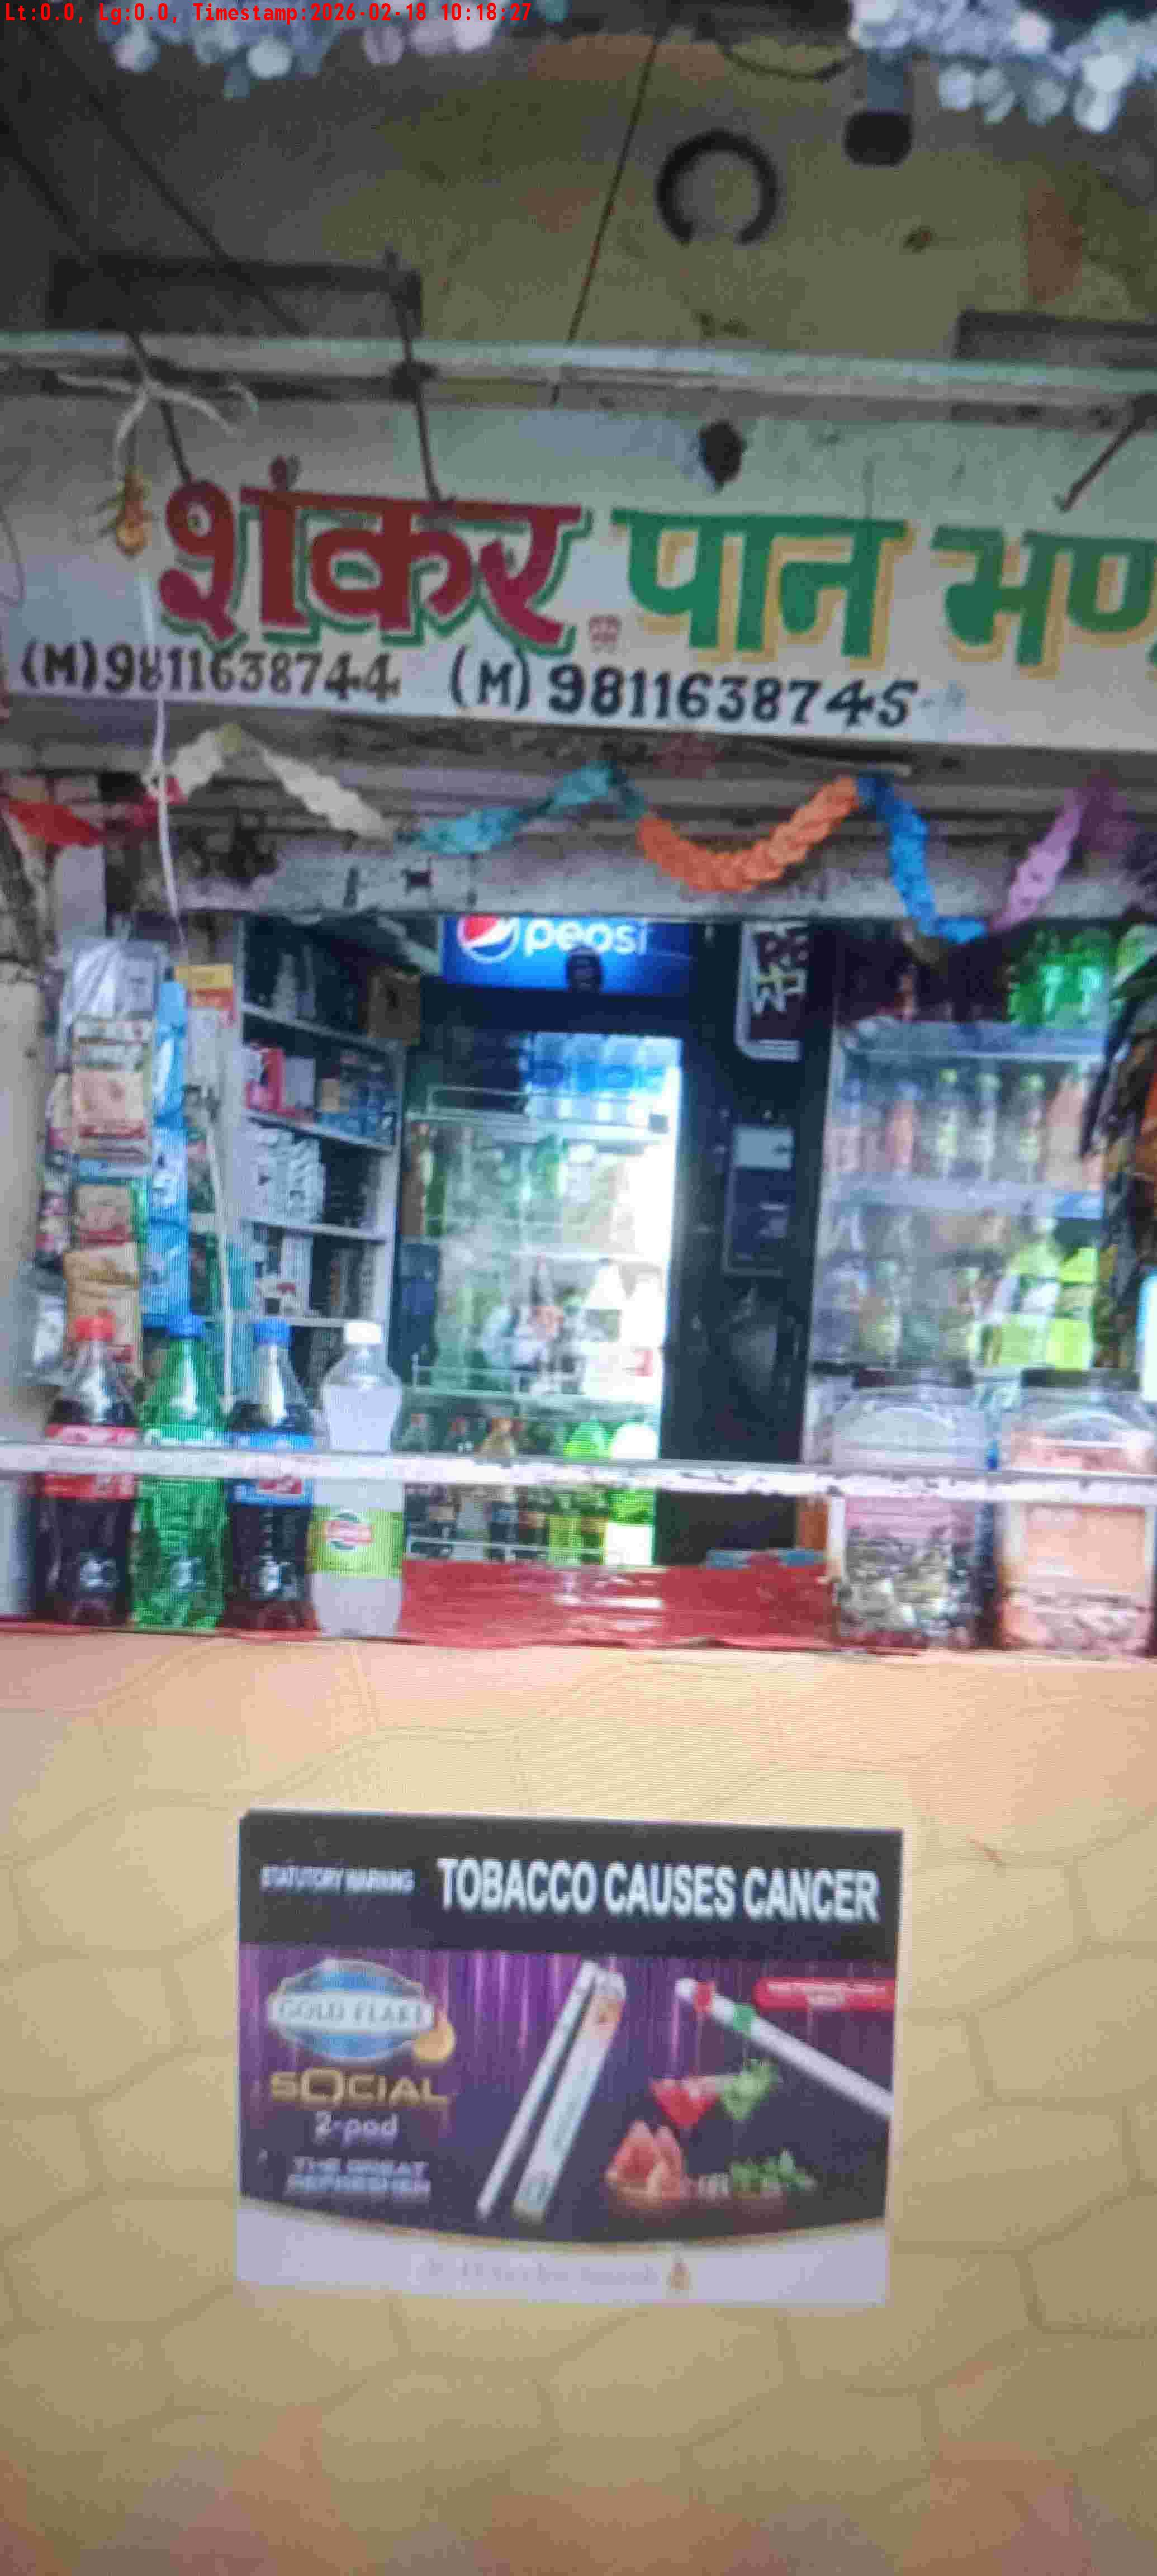 Lt:0.0, Lg:0.0, Timestamp:2026-02-18 10:18:27
शंकर पान भण
(M)9811638744 (M) 9811638745
pepsi
STATUTORY WARNING TOBACCO CAUSES CANCER
GOLD FLAKE
SOCIAL
2-pod
THE GREAT
REFRESHER